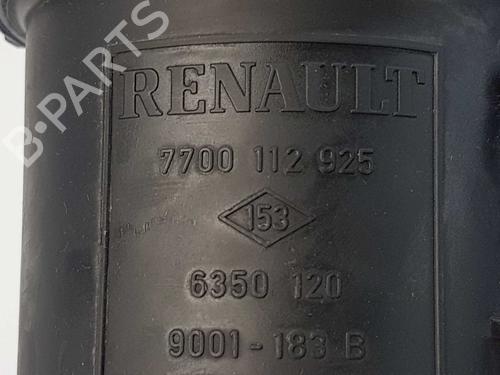 B-PARTS
RENAULT
7700 112 925
153
6350 120
9001-183 B